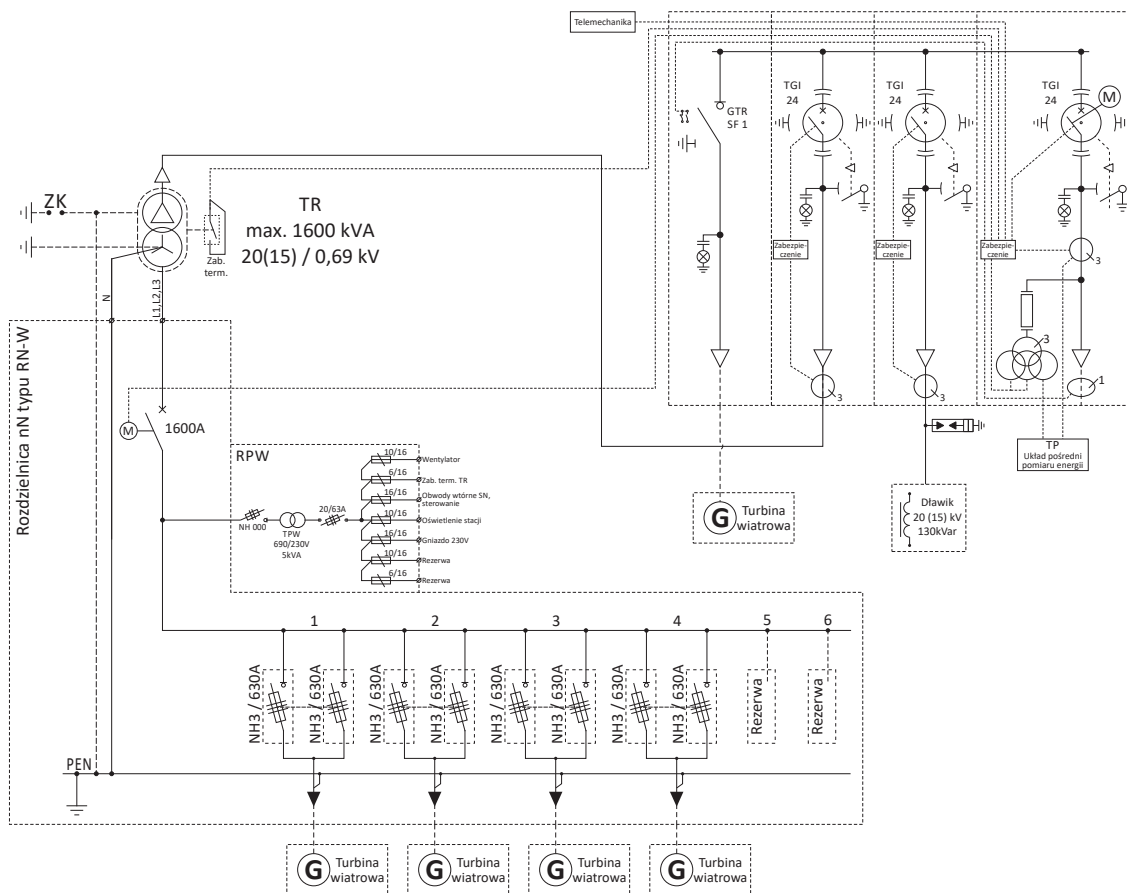 Telemechanika
GTR
SF 1
TGI
24
TGI
24
TGI
24
M
ZK
TR
max. 1600 kVA
20(15) / 0,69 kV
Zab.
term.
N
L1,L2,L3
Zabezpie-
czenie
Zabezpie-
czenie
Zabezpie-
czenie
3
3
3
3
1
TP
Układ pośredni
pomiaru energii
G
Turbina
wiatrowa
Dławik
20 (15) kV
130kVar
Rozdzielnica nN typu RN-W
M
1600A
RPW
NH 000
TPW
690/230V
5kVA
20/63A
10/16
Wentylator
6/16
Zab. term. TR
16/16
Obwody wtórne SN,
sterowanie
10/16
Oświetlenie stacji
16/16
Gniazdo 230V
10/16
Rezerwa
6/16
Rezerwa
1
2
3
4
5
6
NH3 / 630A
NH3 / 630A
NH3 / 630A
NH3 / 630A
NH3 / 630A
NH3 / 630A
NH3 / 630A
NH3 / 630A
Rezerwa
Rezerwa
PEN
G
Turbina
wiatrowa
G
Turbina
wiatrowa
G
Turbina
wiatrowa
G
Turbina
wiatrowa